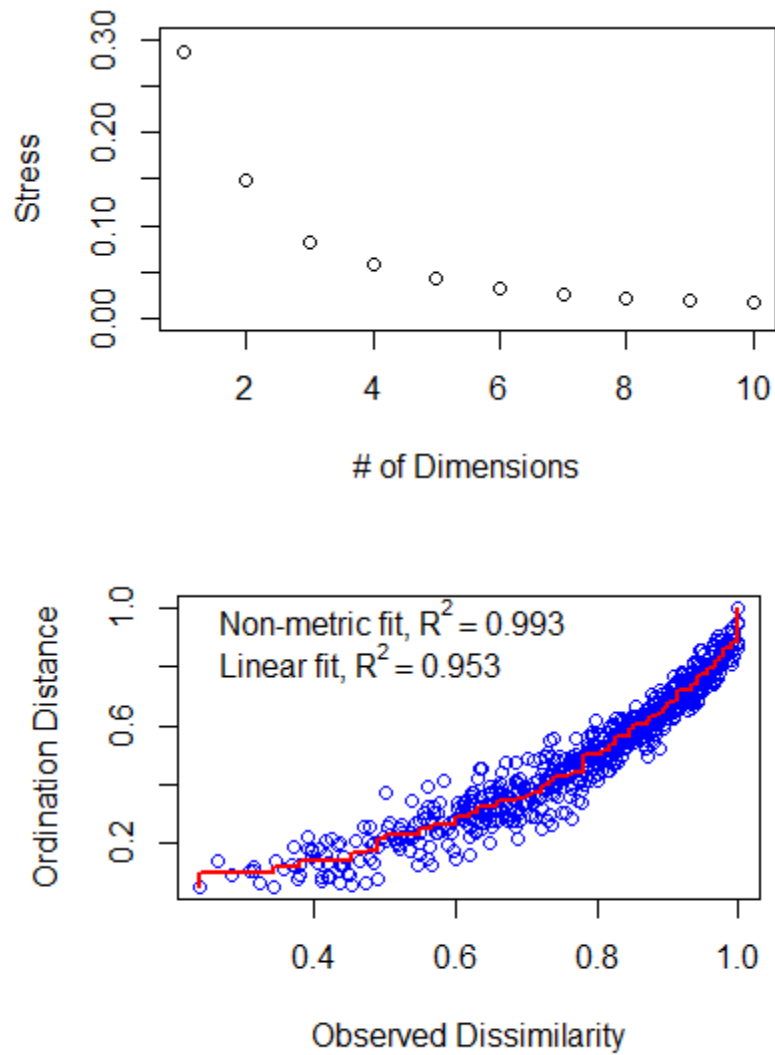 0.30
0.20
0.10
0.00
Stress
2 4 6 8 10
# of Dimensions
Non-metric fit, R² = 0.993
Linear fit, R² = 0.953
1.0
0.6
0.2
Ordination Distance
0.4 0.6 0.8 1.0
Observed Dissimilarity